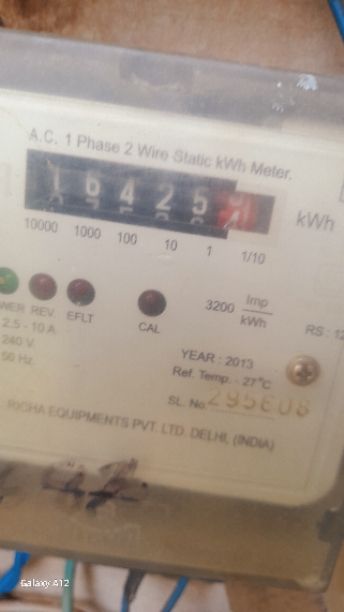 A.C. 1 Phase 2 Wire Static kWh Meter.
1 6 4 2 5
kWh
10000 1000 100 10 1 1/10
REV EFLT CAL
3200 Imp/kWh
2.5 - 10 A
240 V
50 Hz.
YEAR : 2013
Ref. Temp. - 27°C
SL. No. 295608
EQUIPMENTS PVT. LTD. DELHI, (INDIA)
Galaxy A12